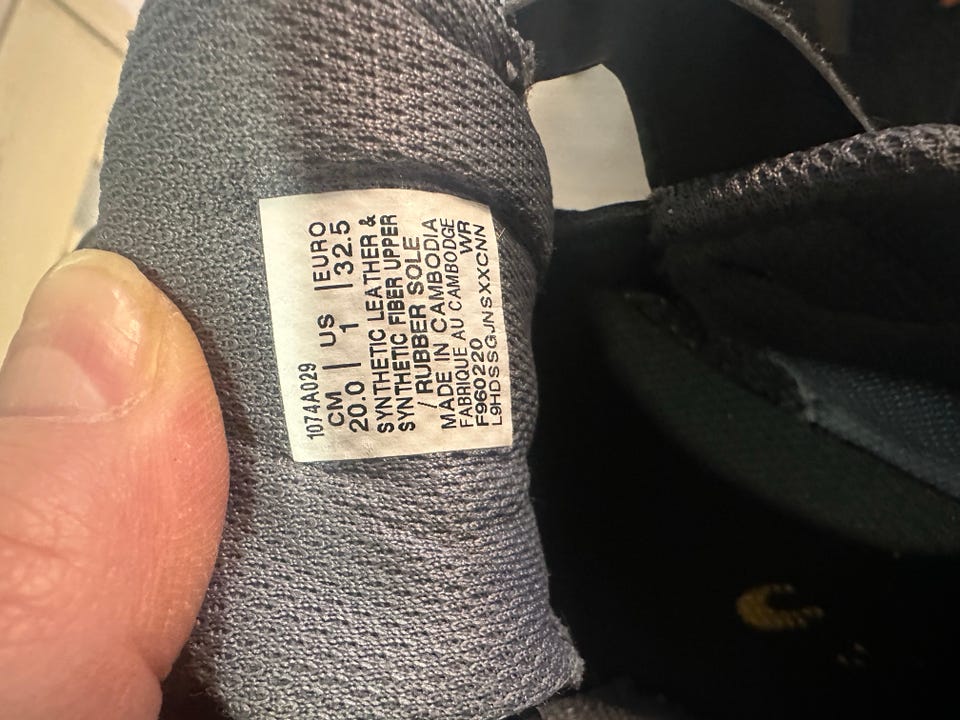 1074A029
CM | US | EURO
20.0 | 1 | 32.5
SYNTHETIC LEATHER &
SYNTHETIC FIBER UPPER
/ RUBBER SOLE
MADE IN CAMBODIA
FABRIQUE AU CAMBODGE
WR
F960220
L9HDSSGJNSXXCNN